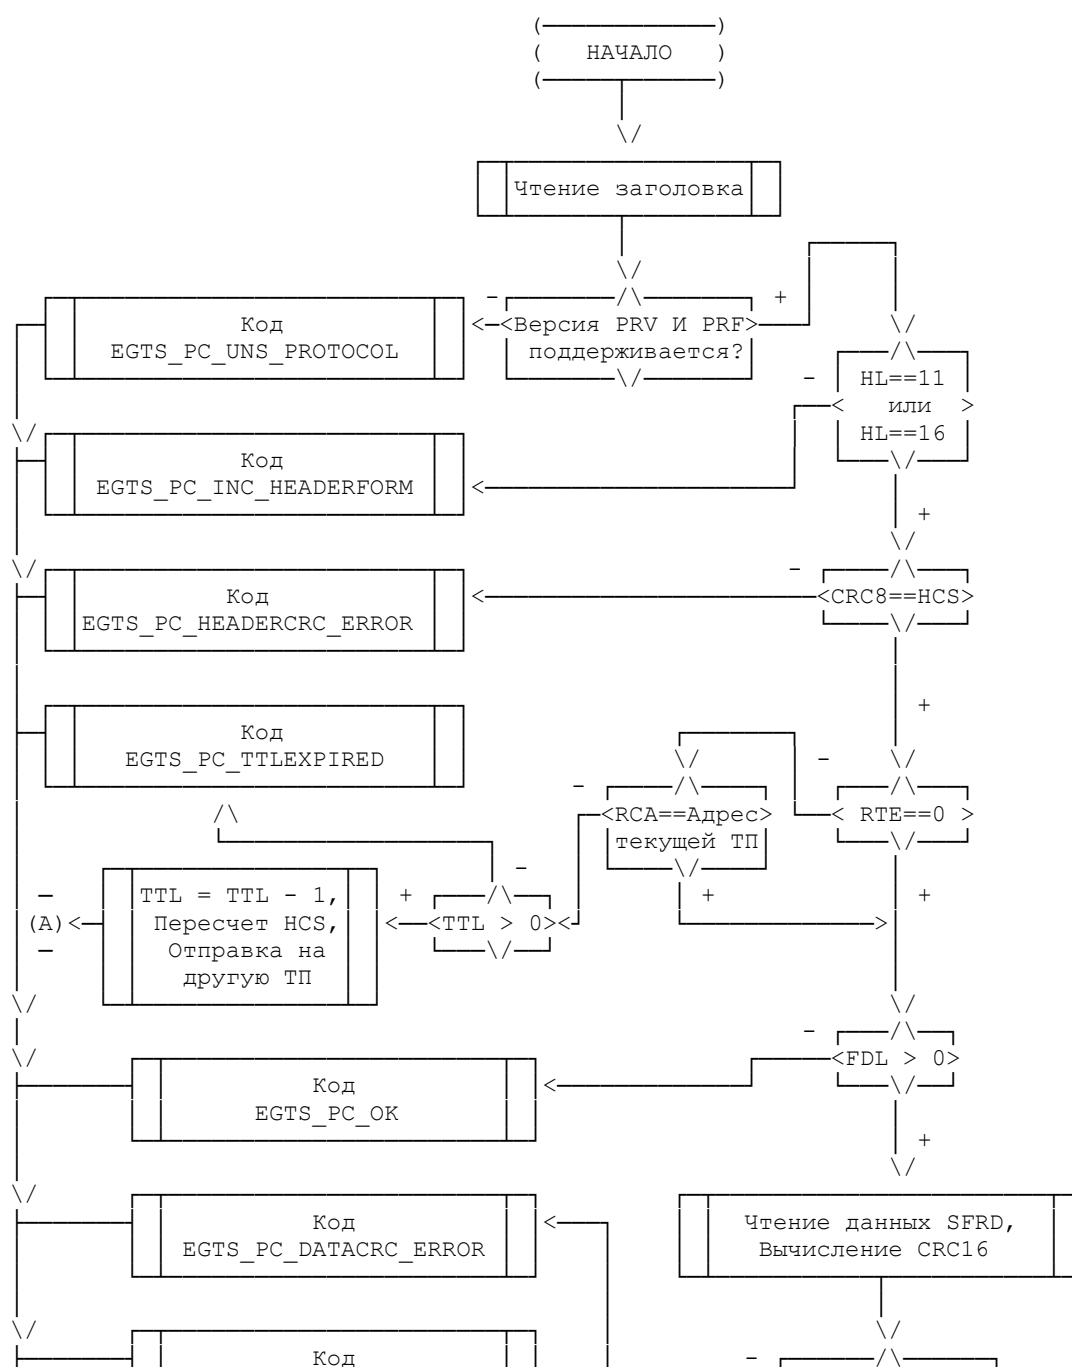 НАЧАЛО
Чтение заголовка
- +
Код
EGTS_PC_UNS_PROTOCOL
Версия PRV И PRF
поддерживается?
-
HL==11
или
HL==16
Код
EGTS_PC_INC_HEADERFORM
+
-
Код
EGTS_PC_HEADERCRC_ERROR
CRC8==HCS
+
Код
EGTS_PC_TTLEXPIRED
-
-
RCA==Адрес
текущей ТП
RTE==0
-
TTL = TTL - 1,
Пересчет HCS,
Отправка на
другую ТП
(A)
+
TTL > 0
+
+
-
FDL > 0
Код
EGTS_PC_OK
+
Код
EGTS_PC_DATACRC_ERROR
Чтение данных SFRD,
Вычисление CRC16
Код
-